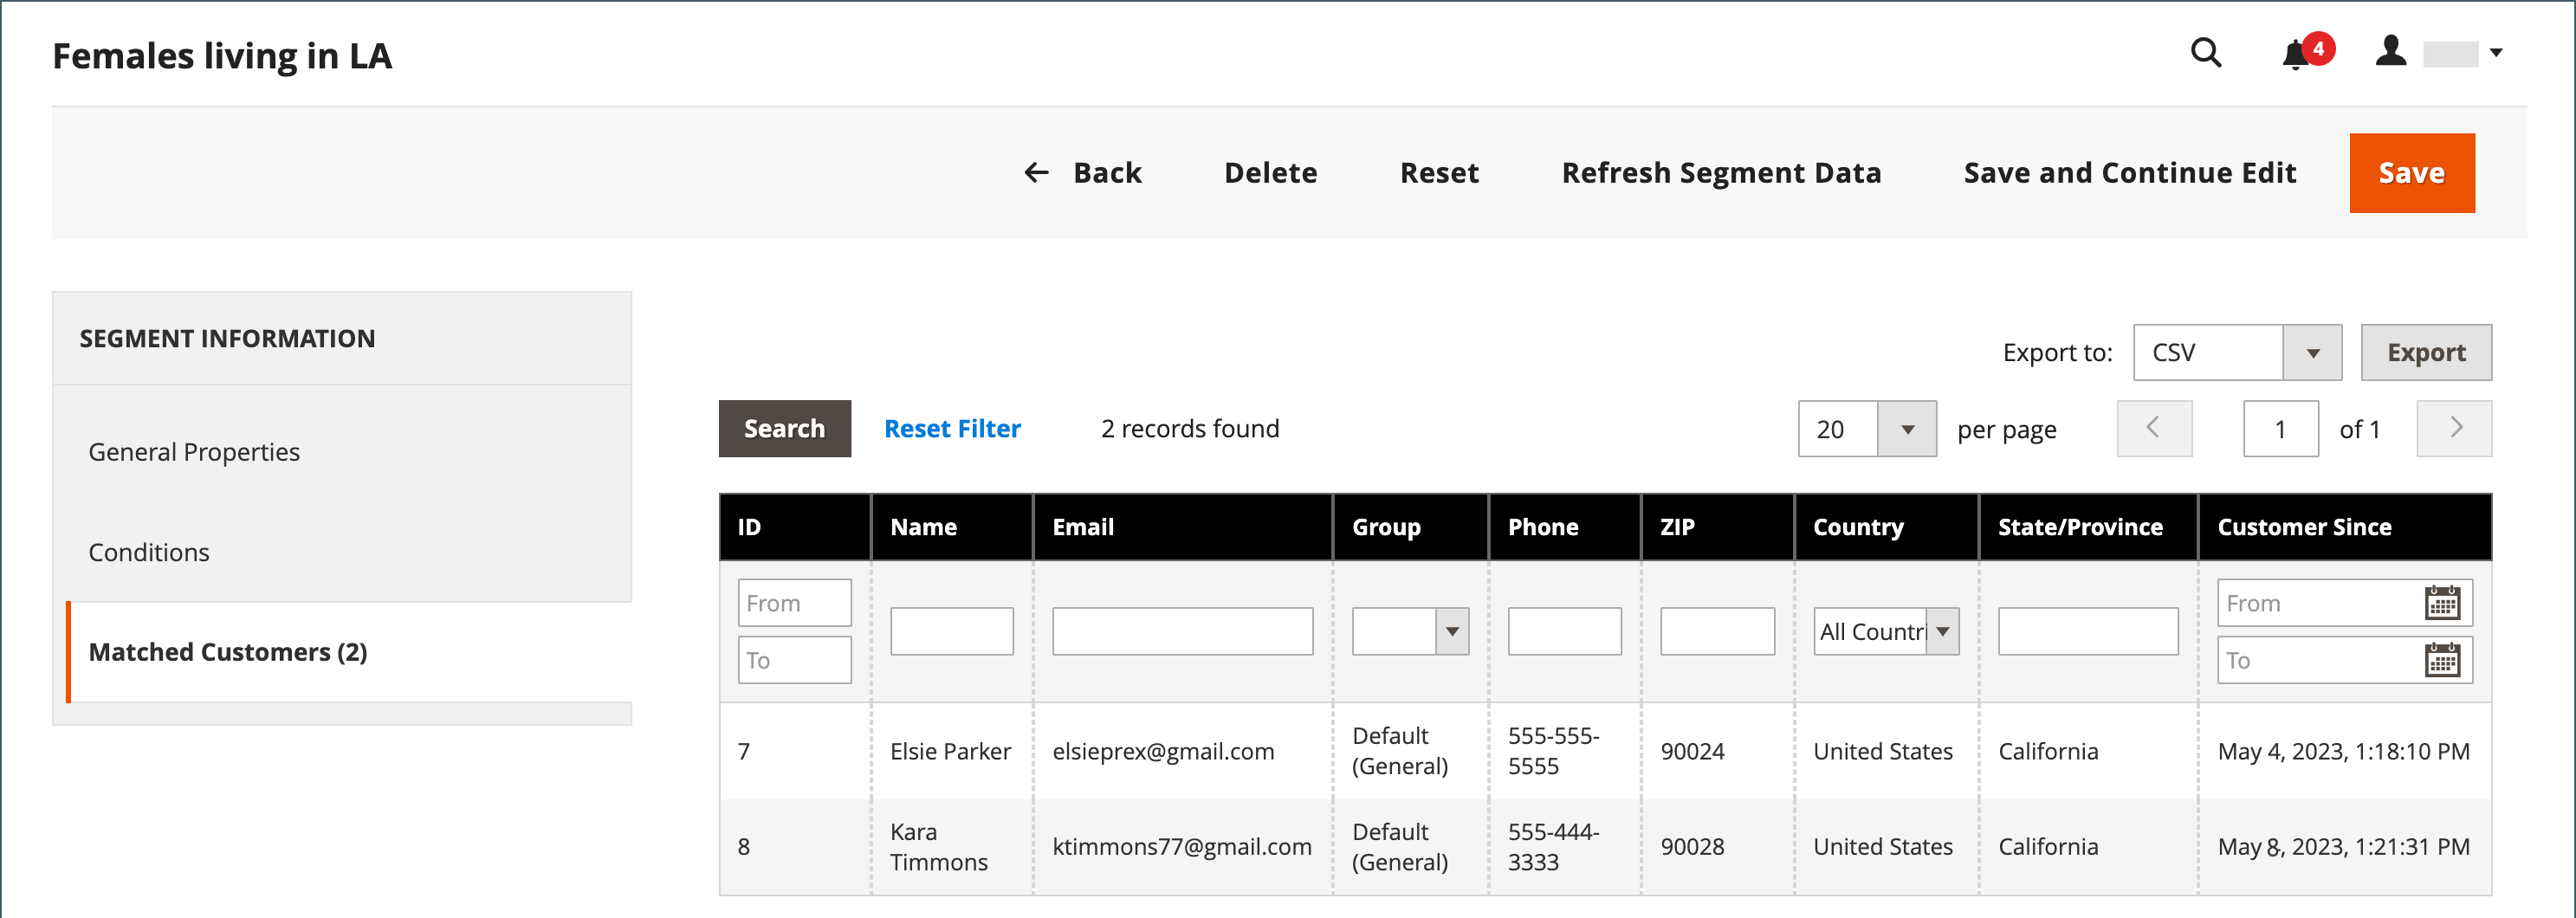 Females living in LA
4
Back Delete Reset Refresh Segment Data Save and Continue Edit Save
SEGMENT INFORMATION
General Properties
Conditions
Matched Customers (2)
Export to: CSV Export
Search Reset Filter 2 records found 20 per page 1 of 1
ID Name Email Group Phone ZIP Country State/Province Customer Since
From From
All Countri
To To
7 Elsie Parker elsieprex@gmail.com Default (General) 555-555-5555 90024 United States California May 4, 2023, 1:18:10 PM
8 Kara Timmons ktimmons77@gmail.com Default (General) 555-444-3333 90028 United States California May 8, 2023, 1:21:31 PM